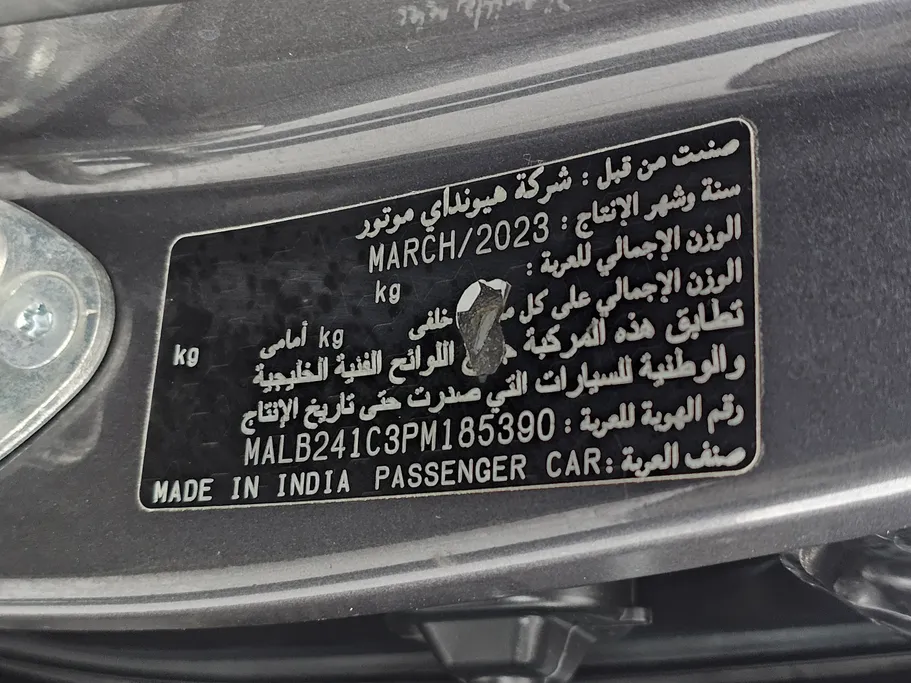 صنعت من قبل : شركة هيونداي موتور
سنة وشهر الإنتاج : MARCH/2023
الوزن الإجمالي للعربة : kg
الوزن الإجمالي على كل خلفى kg أمامى kg
تطابق هذه المركبة اللوائح الفنية الخليجية
والوطنية للسيارات التي صدرت حتى تاريخ الإنتاج
رقم الهوية للعربة : MALB241C3PM185390
صنف العربة : PASSENGER CAR MADE IN INDIA